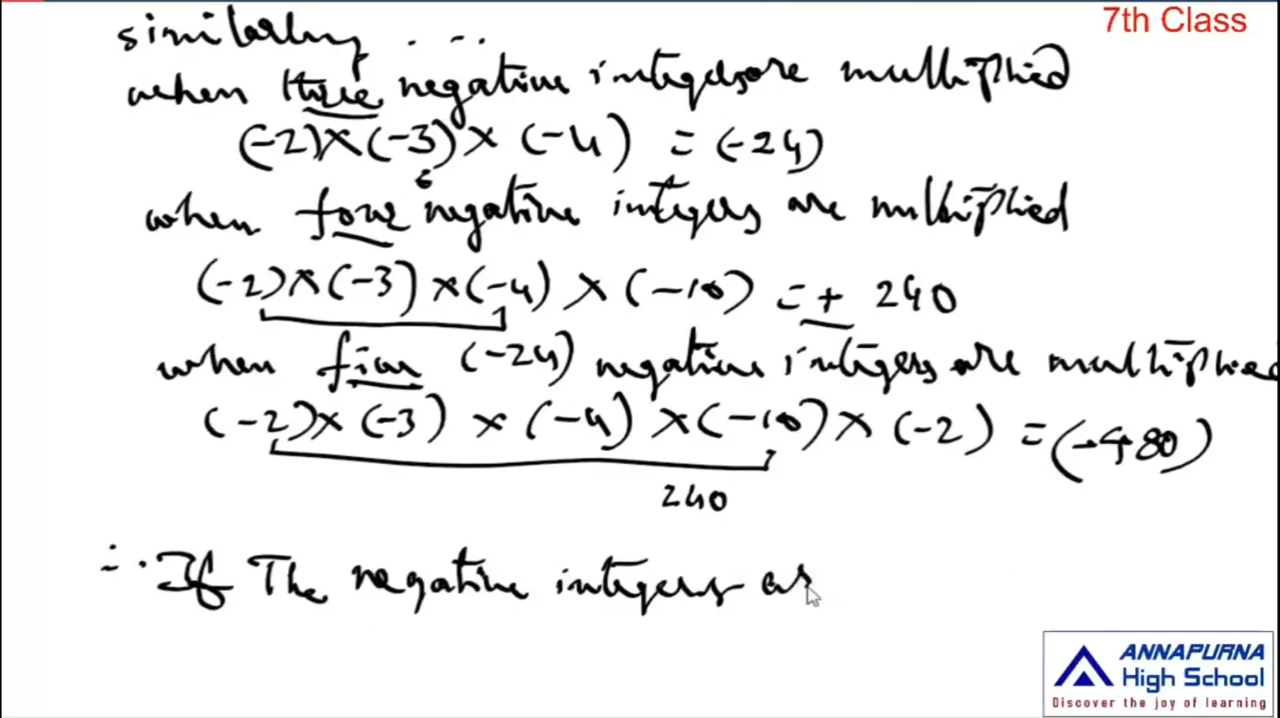 7th Class
similarly ...
when three negative integers are multiplied
(-2)×(-3)×(-4) = (-24)
6
when four negative integers are multiplied
(-2)×(-3)×(-4)×(-10) = + 240
(-24)
when five negative integers are multiplied
(-2)×(-3)×(-4)×(-10)×(-2) = (-480)
240
∴ If The negative integers ar
ANNAPURNA
High School
Discover the joy of learning